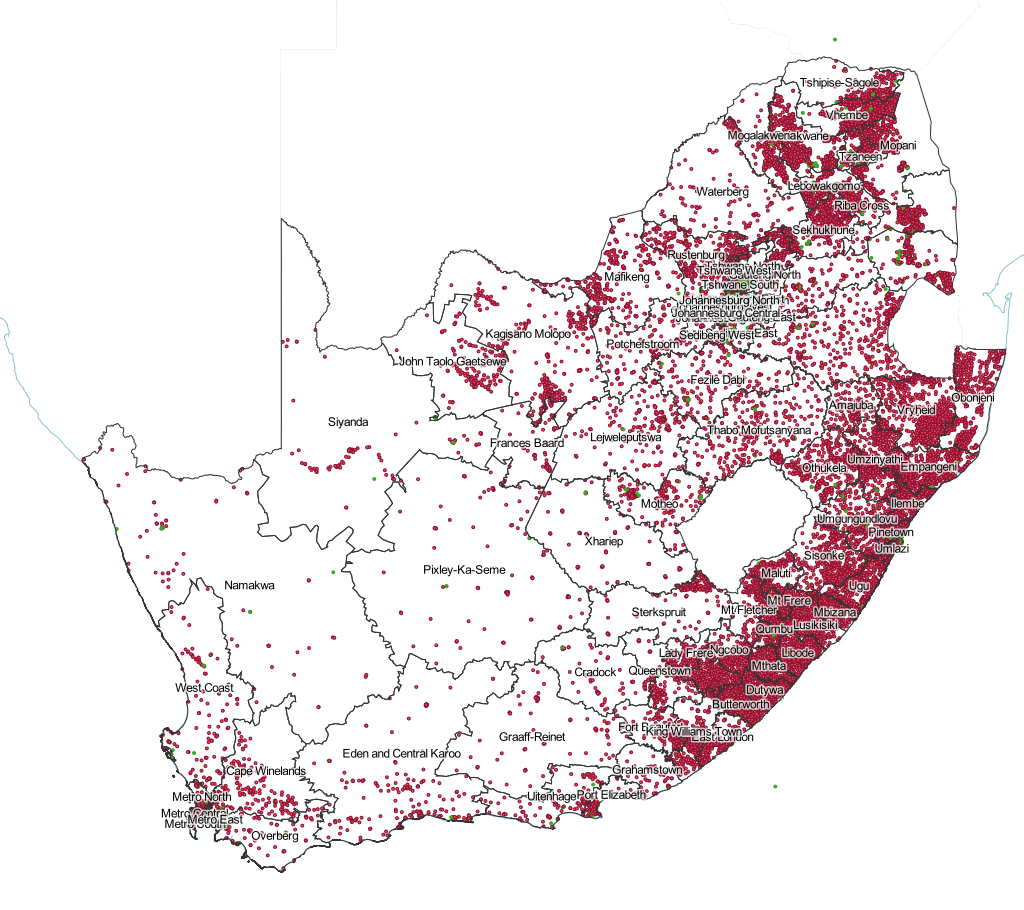 Tshipise-Sagole
Vhembe
Mogalakwena
Mopani
Tzaneen
Lebowakgomo
Waterberg
Riba Cross
Sekhukhune
Rustenburg
Tshwane North
Tshwane West
Gauteng North
Mafikeng
Tshwane South
Johannesburg North
Johannesburg Central
Kagisano Molopo
Sedibeng West
Potchefstroom
John Taolo Gaetsewe
Fezile Dabi
Obonjeni
Amajuba
Vryheid
Siyanda
Thabo Mofutsanyana
Lejweleputswa
Frances Baard
Umzinyathi
Othukela
Empangeni
Motheo
Ilembe
Umgungundlovu
Pinetown
Xhariep
Umlazi
Sisonke
Pixley-Ka-Seme
Maluti
Namakwa
Ugu
Mt Frere
Mt Fletcher
Mbizana
Sterkspruit
Lusikisiki
Qumbu
Ngcobo
Lady Frere
Libode
Mthata
Queenstown
Cradock
West Coast
Dutywa
Butterworth
Fort Beaufort
King Williams Town
East London
Graaff-Reinet
Eden and Central Karoo
Cape Winelands
Grahamstown
Metro North
Uitenhage
Port Elizabeth
Metro Central
Metro East
Metro South
Overberg